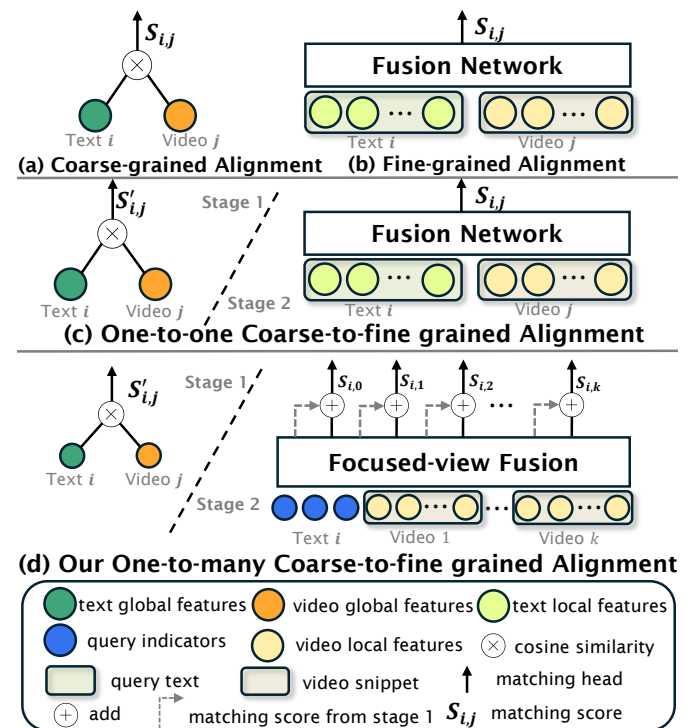 S_{i,j} S_{i,j}
Fusion Network
Text i Video j Text i Video j
(a) Coarse-grained Alignment (b) Fine-grained Alignment
S'_{i,j} Stage 1 S_{i,j}
Fusion Network
Text i Video j Stage 2 Text i Video j
(c) One-to-one Coarse-to-fine grained Alignment
S'_{i,j} Stage 1 S_{i,0} S_{i,1} S_{i,2} ... S_{i,k}
Focused-view Fusion
Text i Video j Stage 2 Text i Video 1 Video k
(d) Our One-to-many Coarse-to-fine grained Alignment
text global features video global features text local features
query indicators video local features cosine similarity
query text video snippet matching head
add matching score from stage 1 S_{i,j} matching score